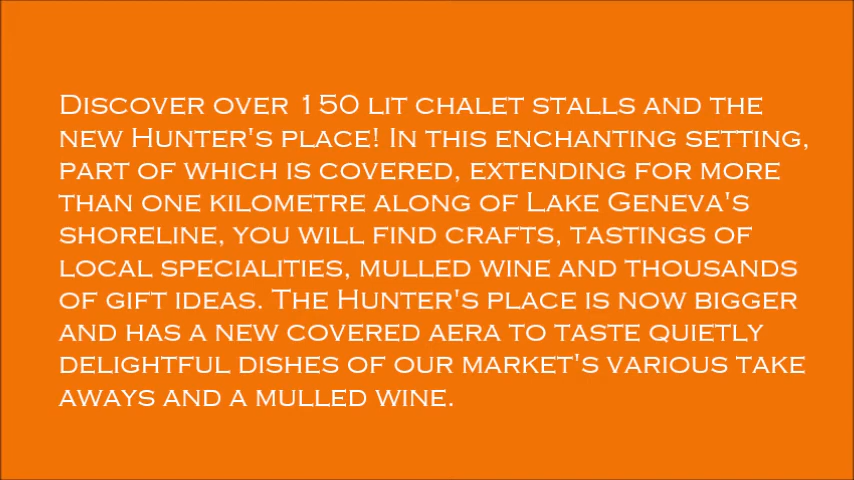 Discover over 150 lit chalet stalls and the
new Hunter's place! In this enchanting setting,
part of which is covered, extending for more
than one kilometre along of Lake Geneva's
shoreline, you will find crafts, tastings of
local specialities, mulled wine and thousands
of gift ideas. The Hunter's place is now bigger
and has a new covered aera to taste quietly
delightful dishes of our market's various take
aways and a mulled wine.